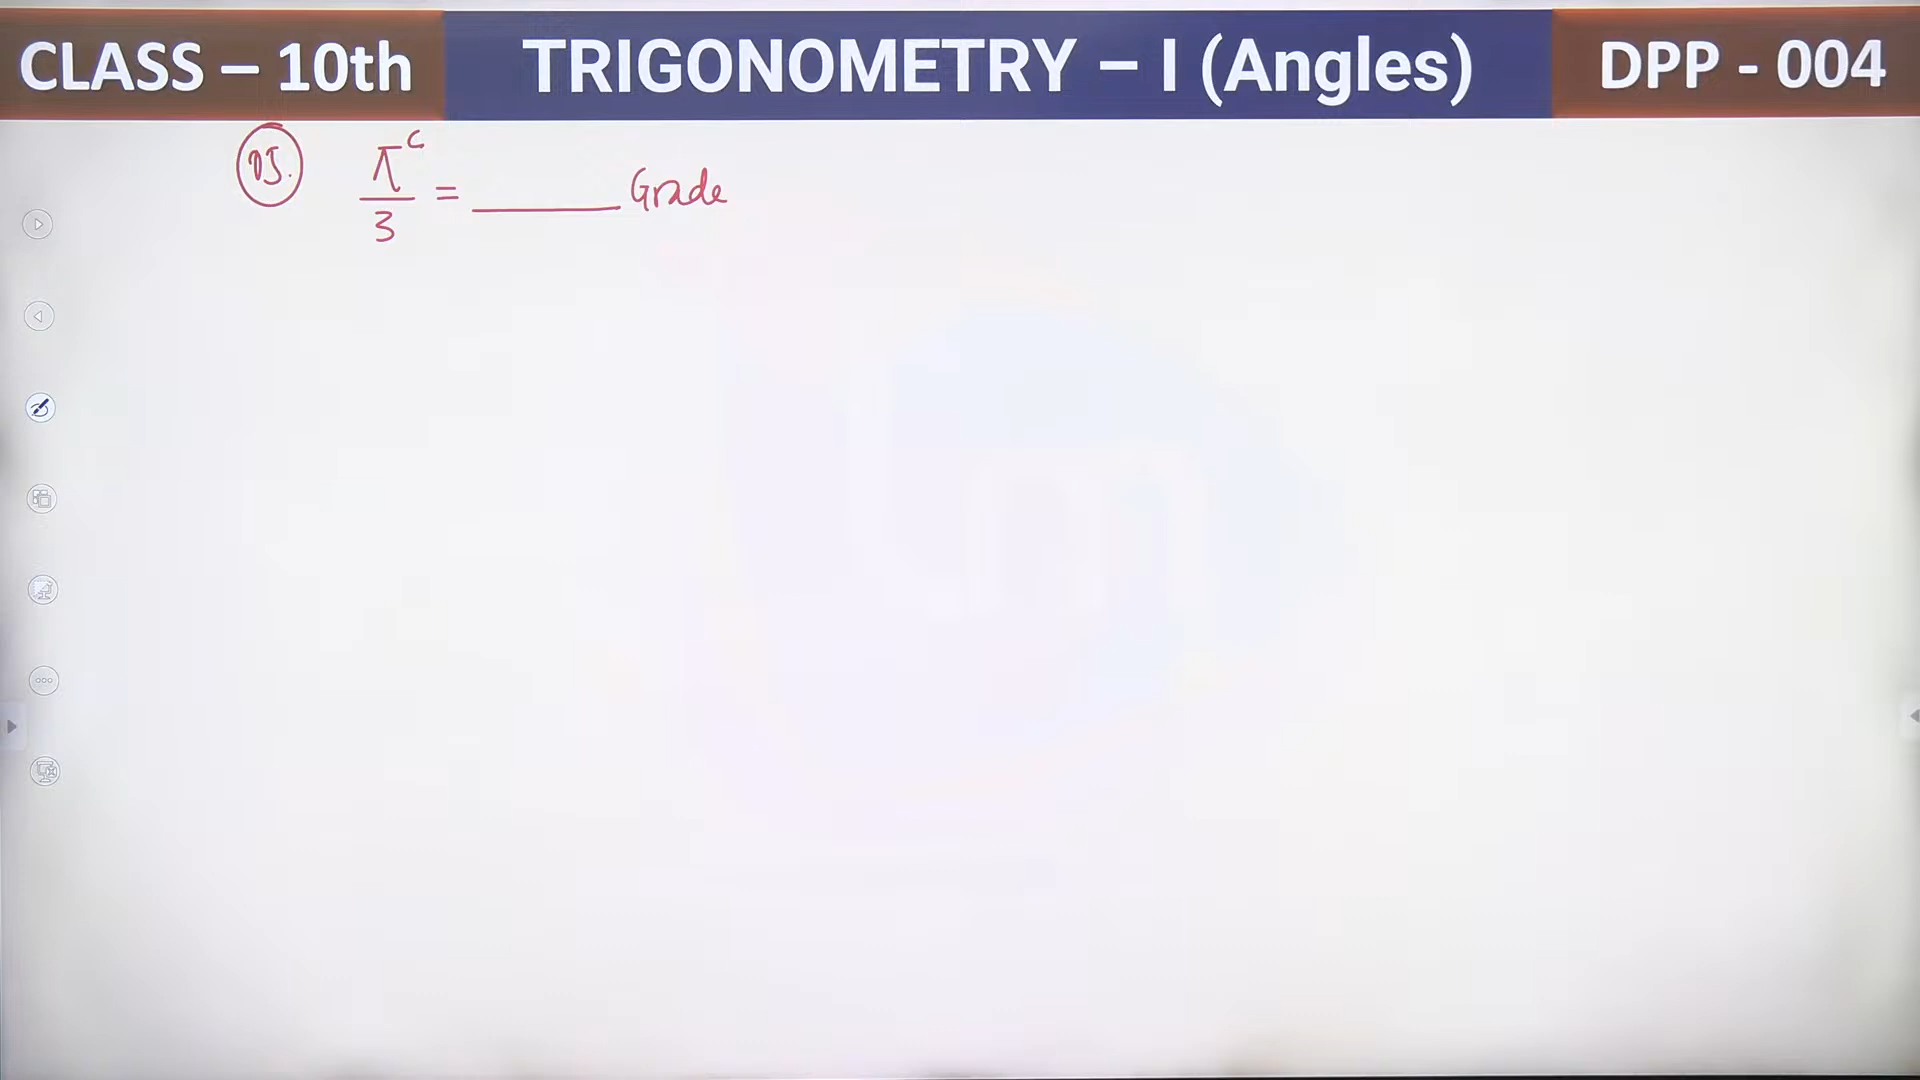 CLASS – 10th
TRIGONOMETRY – I (Angles)
DPP - 004
05. π^c/3 = ______ Grade